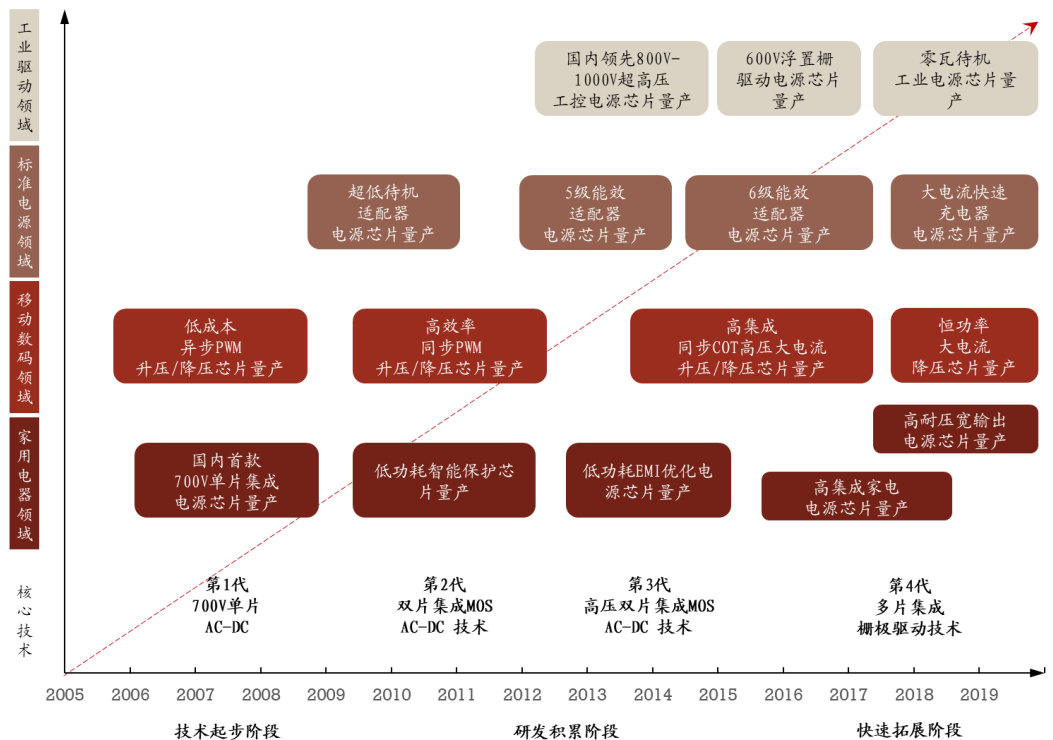 工业驱动领域
国内领先800V-
1000V超高压
工控电源芯片量产
600V浮置栅
驱动电源芯片
量产
零瓦待机
工业电源芯片量
产
标准电源领域
超低待机
适配器
电源芯片量产
5级能效
适配器
电源芯片量产
6级能效
适配器
电源芯片量产
大电流快速
充电器
电源芯片量产
移动数码领域
低成本
异步PWM
升压/降压芯片量产
高效率
同步PWM
升压/降压芯片量产
高集成
同步COT高压大电流
升压/降压芯片量产
恒功率
大电流
降压芯片量产
家用电器领域
国内首款
700V单片集成
电源芯片量产
低功耗智能保护芯
片量产
低功耗EMI优化电
源芯片量产
高集成家电
电源芯片量产
高耐压宽输出
电源芯片量产
核心技术
第1代
700V单片
AC-DC
第2代
双片集成MOS
AC-DC 技术
第3代
高压双片集成MOS
AC-DC 技术
第4代
多片集成
栅极驱动技术
2005 2006 2007 2008 2009 2010 2011 2012 2013 2014 2015 2016 2017 2018 2019
技术起步阶段 研发积累阶段 快速拓展阶段